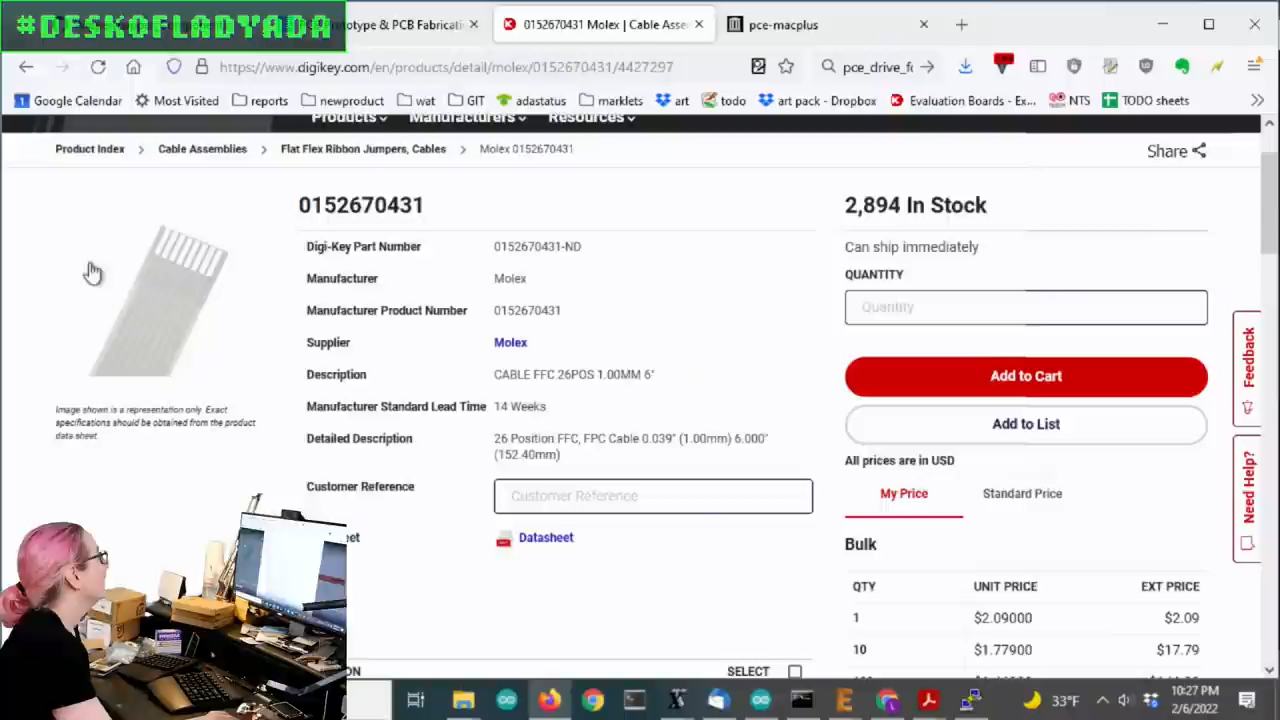 #DESKOFLADYADA
ototype & PCB Fabricati
0152670431 Molex | Cable Asse
pce-macplus
https://www.digikey.com/en/products/detail/molex/0152670431/4427297
pce_drive_f
Google Calendar
Most Visited
reports
newproduct
wat
GIT
adastatus
marklets
art
todo
art pack - Dropbox
Evaluation Boards - Ex...
NTS
TODO sheets
Products
Manufacturers
Resources
Product Index > Cable Assemblies > Flat Flex Ribbon Jumpers, Cables > Molex 0152670431
Share
0152670431
Digi-Key Part Number 0152670431-ND
Manufacturer Molex
Manufacturer Product Number 0152670431
Supplier Molex
Description CABLE FFC 26POS 1.00MM 6"
Manufacturer Standard Lead Time 14 Weeks
Detailed Description 26 Position FFC, FPC Cable 0.039" (1.00mm) 6.000"
(152.40mm)
Customer Reference
Customer Reference
et
Datasheet
Image shown is a representation only. Exact
specifications should be obtained from the product
data sheet.
ON
SELECT
2,894 In Stock
Can ship immediately
QUANTITY
Quantity
Add to Cart
Add to List
All prices are in USD
My Price
Standard Price
Bulk
QTY UNIT PRICE EXT PRICE
1 $2.09000 $2.09
10 $1.77900 $17.79
Feedback
Need Help?
33°F
10:27 PM
2/6/2022